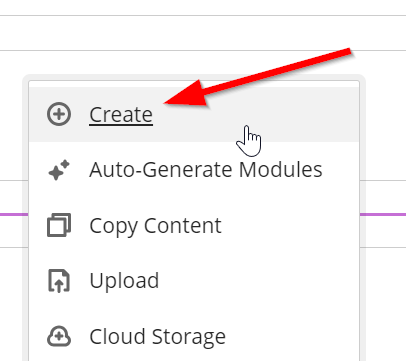 Create
Auto-Generate Modules
Copy Content
Upload
Cloud Storage